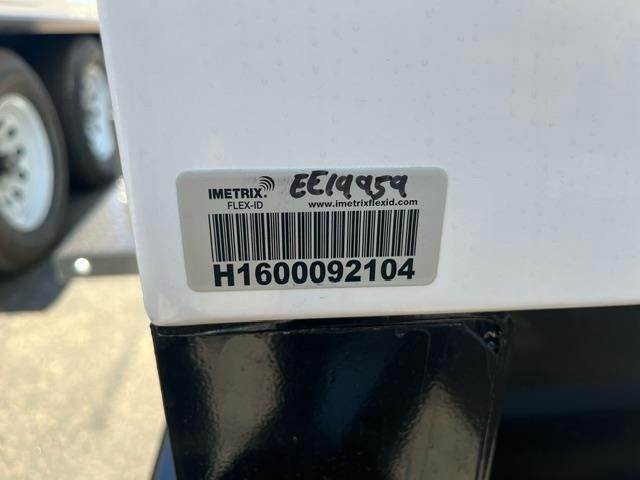 IMETRIX. EE19959
FLEX-ID www.imetrixflexid.com
H1600092104